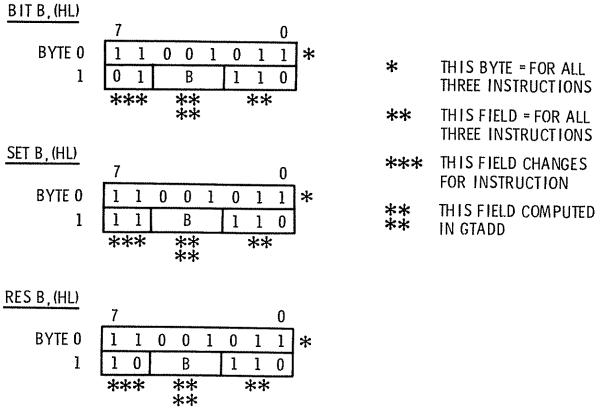 BIT B, (HL)
7 0
BYTE 0 1 1 0 0 1 0 1 1 *
1 0 1 B 1 1 0
*** ** **
**
SET B, (HL)
7 0
BYTE 0 1 1 0 0 1 0 1 1 *
1 1 1 B 1 1 0
*** ** **
**
RES B, (HL)
7 0
BYTE 0 1 1 0 0 1 0 1 1 *
1 1 0 B 1 1 0
*** ** **
**
* THIS BYTE = FOR ALL
THREE INSTRUCTIONS
** THIS FIELD = FOR ALL
THREE INSTRUCTIONS
*** THIS FIELD CHANGES
FOR INSTRUCTION
** THIS FIELD COMPUTED
** IN GTADD